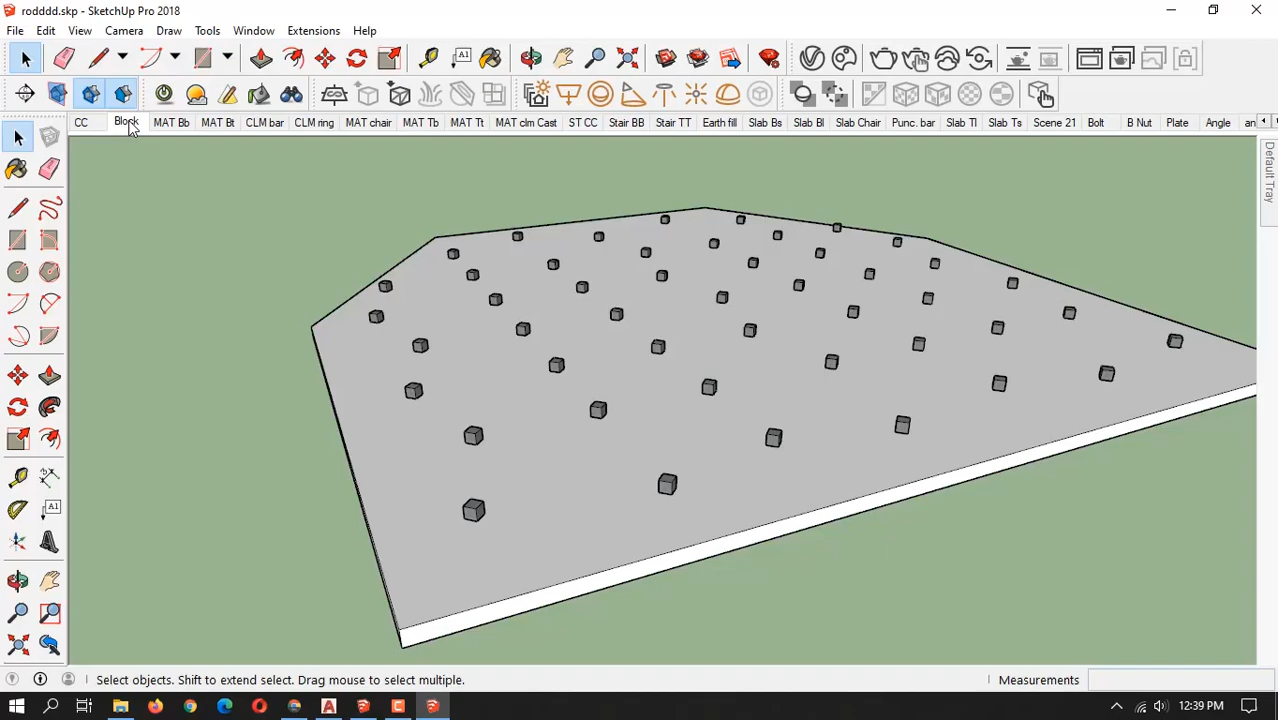 rodddd.skp - SketchUp Pro 2018
File Edit View Camera Draw Tools Window Extensions Help
A1
CC Block MAT Bb MAT Bt CLM bar CLM ring MAT chair MAT Tb MAT Tt MAT clm Cast ST CC Stair BB Stair TT Earth fill Slab Bs Slab Bl Slab Chair Punc. bar Slab Tl Slab Ts Scene 21 Bolt B Nut Plate Angle an
Default Tray
A1
Select objects. Shift to extend select. Drag mouse to select multiple. Measurements
12:39 PM